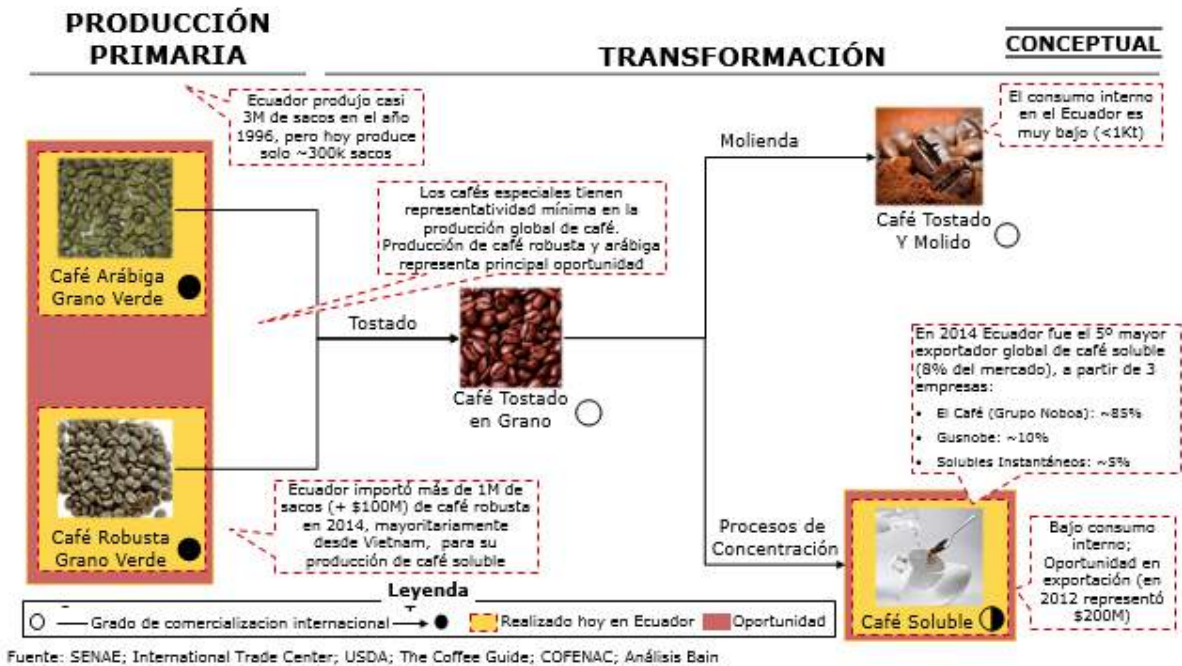 PRODUCCIÓN
PRIMARIA
TRANSFORMACIÓN
CONCEPTUAL
Ecuador produjo casi
3M de sacos en el año
1996, pero hoy produce
solo ~300k sacos
El consumo interno
en el Ecuador es
muy bajo (<1Kt)
Molienda
Los cafés especiales tienen
representatividad mínima en la
producción global de café.
Producción de café robusta y arábiga
representa principal oportunidad
Café Tostado
Y Molido
Café Arábiga
Grano Verde
Tostado
Café Tostado
en Grano
En 2014 Ecuador fue el 5º mayor
exportador global de café soluble
(8% del mercado), a partir de 3
empresas:
• El Café (Grupo Noboa): ~85%
• Gusnobe: ~10%
• Solubles Instantáneos: ~5%
Café Robusta
Grano Verde
Ecuador importó más de 1M de
sacos (+ $100M) de café robusta
en 2014, mayoritariamente
desde Vietnam, para su
producción de café soluble
Procesos de
Concentración
Café Soluble
Bajo consumo
interno;
Oportunidad en
exportación (en
2012 representó
$200M)
Leyenda
Grado de comercializacion internacional
Realizado hoy en Ecuador
Oportunidad
Fuente: SENAE; International Trade Center; USDA; The Coffee Guide; COFENAC; Análisis Bain